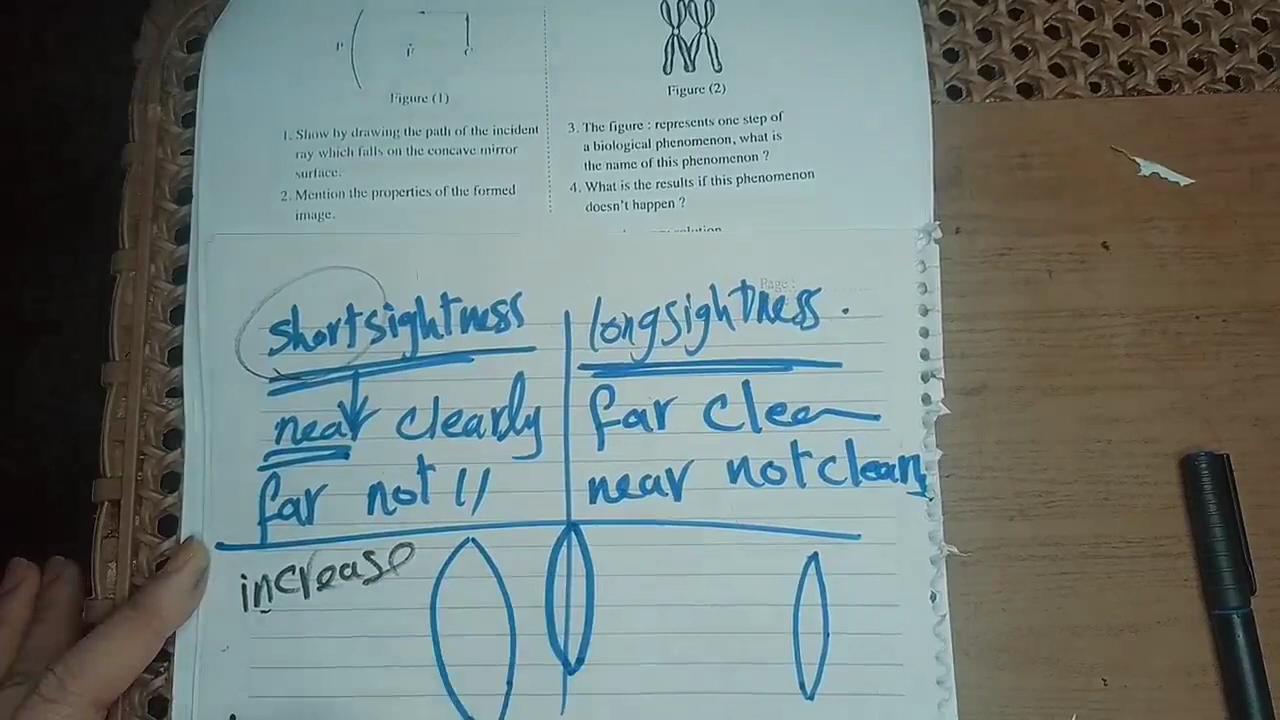 P
F
Figure (1)
1. Show by drawing the path of the incident
ray which falls on the concave mirror
surface.
2. Mention the properties of the formed
image.
Figure (2)
3. The figure : represents one step of
a biological phenomenon, what is
the name of this phenomenon ?
4. What is the results if this phenomenon
doesn't happen ?
Page:
shortsightness
near clearly
far not //
longsightness.
far clear
near not clearly
increase